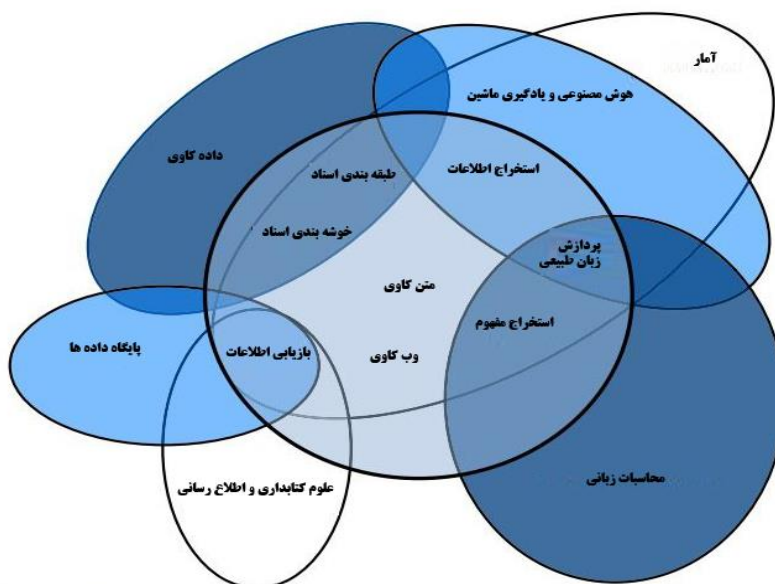 آمار
هوش مصنوعی و یادگیری ماشین
داده کاوی
استخراج اطلاعات
طبقه بندی اسناد
خوشه بندی اسناد
پردازش
زبان طبیعی
متن کاوی
استخراج مفهوم
وب کاوی
بازیابی اطلاعات
پایگاه داده ها
محاسبات زبانی
علوم کتابداری و اطلاع رسانی